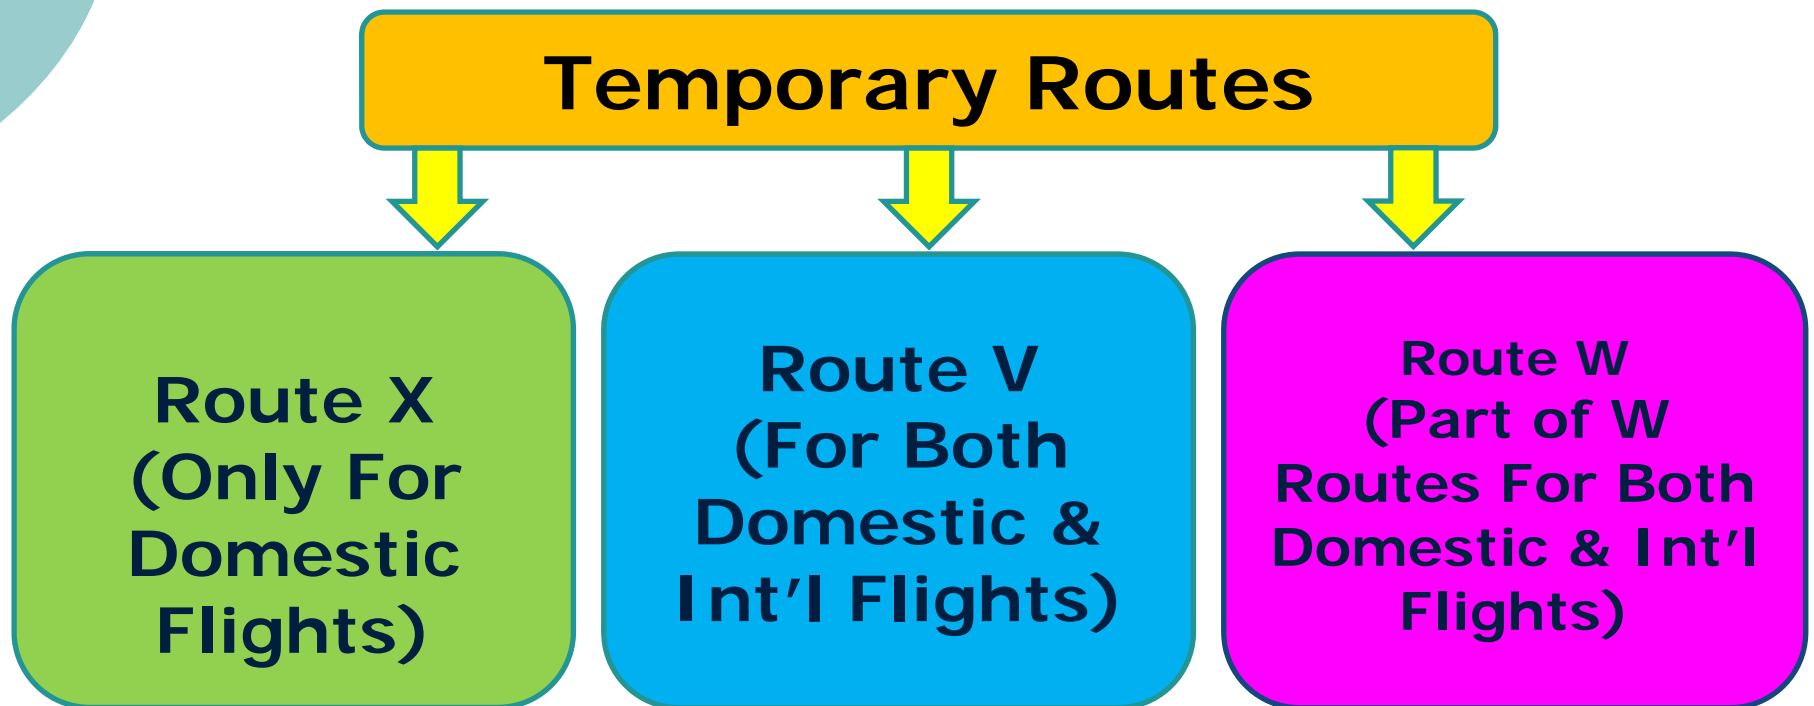 Temporary Routes
Route X
(Only For
Domestic
Flights)
Route V
(For Both
Domestic &
Int’l Flights)
Route W
(Part of W
Routes For Both
Domestic & Int’l
Flights)